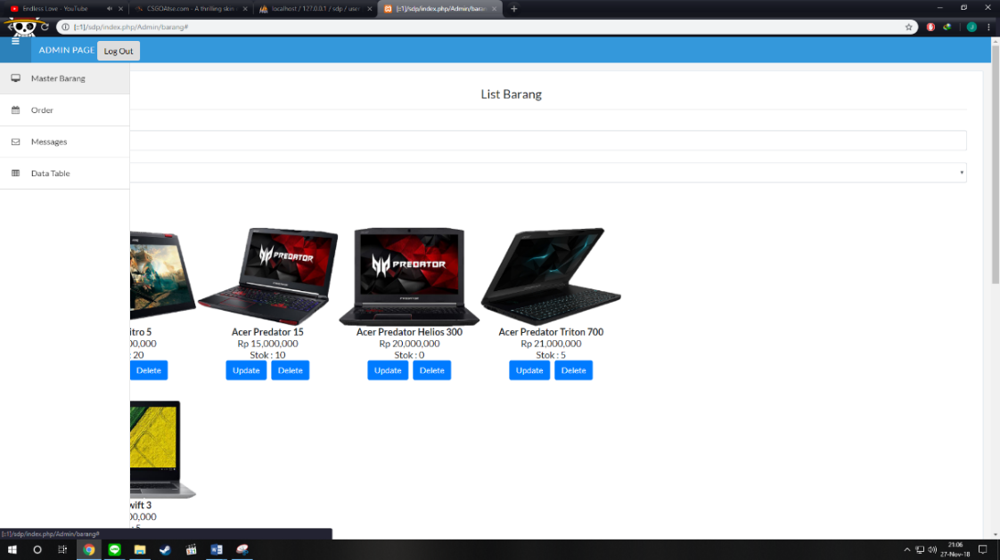 Endless Love - YouTube
CSGOAtse.com - A thrilling skin
localhost / 127.0.0.1 / sdp / user
[::1]/sdp/index.php/Admin/barang
[::1]/sdp/index.php/Admin/barang#
ADMIN PAGE Log Out
Master Barang
Order
Messages
Data Table
List Barang
PREDATOR
PREDATOR
itro 5
Acer Predator 15
Acer Predator Helios 300
Acer Predator Triton 700
00,000
Rp 15,000,000
Rp 20,000,000
Rp 21,000,000
: 20
Stok : 10
Stok : 0
Stok : 5
Delete
Update Delete
Update Delete
Update Delete
wift 3
00,000
: 5
[::1]/sdp/index.php/Admin/barang#
21:06
27-Nov-18